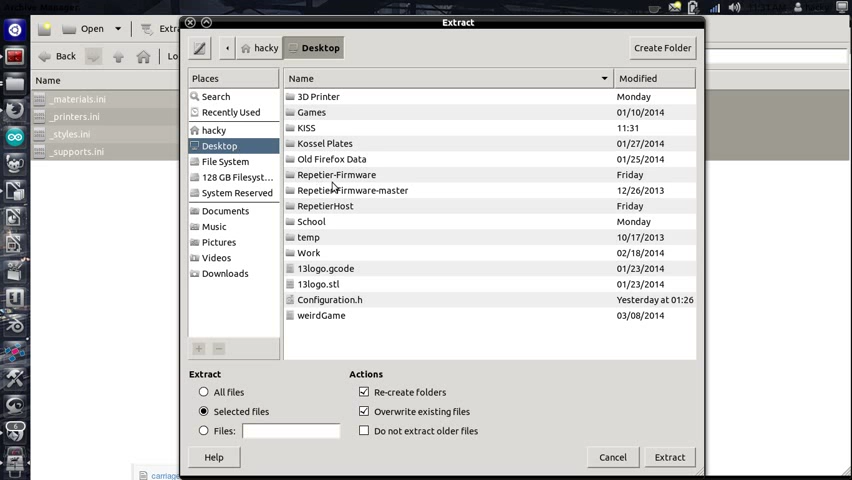 Archive Manager
Extract
Open
Extra
Back
Lo
Name
_materials.ini
_printers.ini
_styles.ini
_supports.ini
hacky
Desktop
Create Folder
Places
Name
Modified
Search
Recently Used
hacky
Desktop
File System
128 GB Filesyst...
System Reserved
Documents
Music
Pictures
Videos
Downloads
3D Printer Monday
Games 01/10/2014
KISS 11:31
Kossel Plates 01/27/2014
Old Firefox Data 01/25/2014
Repetier-Firmware Friday
Repetier-Firmware-master 12/26/2013
RepetierHost Friday
School Monday
temp 10/17/2013
Work 02/18/2014
13logo.gcode 01/23/2014
13logo.stl 01/23/2014
Configuration.h Yesterday at 01:26
weirdGame 03/08/2014
Extract
All files
Selected files
Files:
Actions
Re-create folders
Overwrite existing files
Do not extract older files
Help
Cancel
Extract
carriage